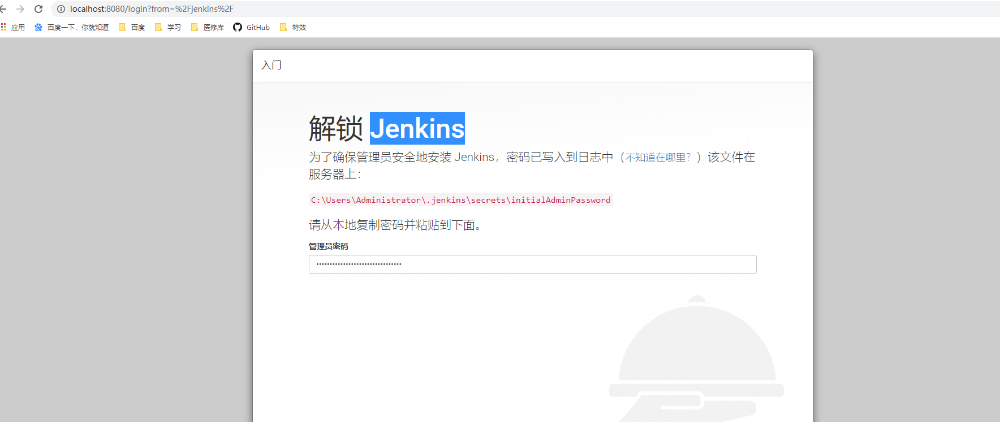 localhost:8080/login?from=%2Fjenkins%2F
应用 百度一下，你就知道 百度 学习 医修库 GitHub 特效
入门
解锁 Jenkins
为了确保管理员安全地安装 Jenkins，密码已写入到日志中（不知道在哪里？）该文件在
服务器上：
C:\Users\Administrator\.jenkins\secrets\initialAdminPassword
请从本地复制密码并粘贴到下面。
管理员密码